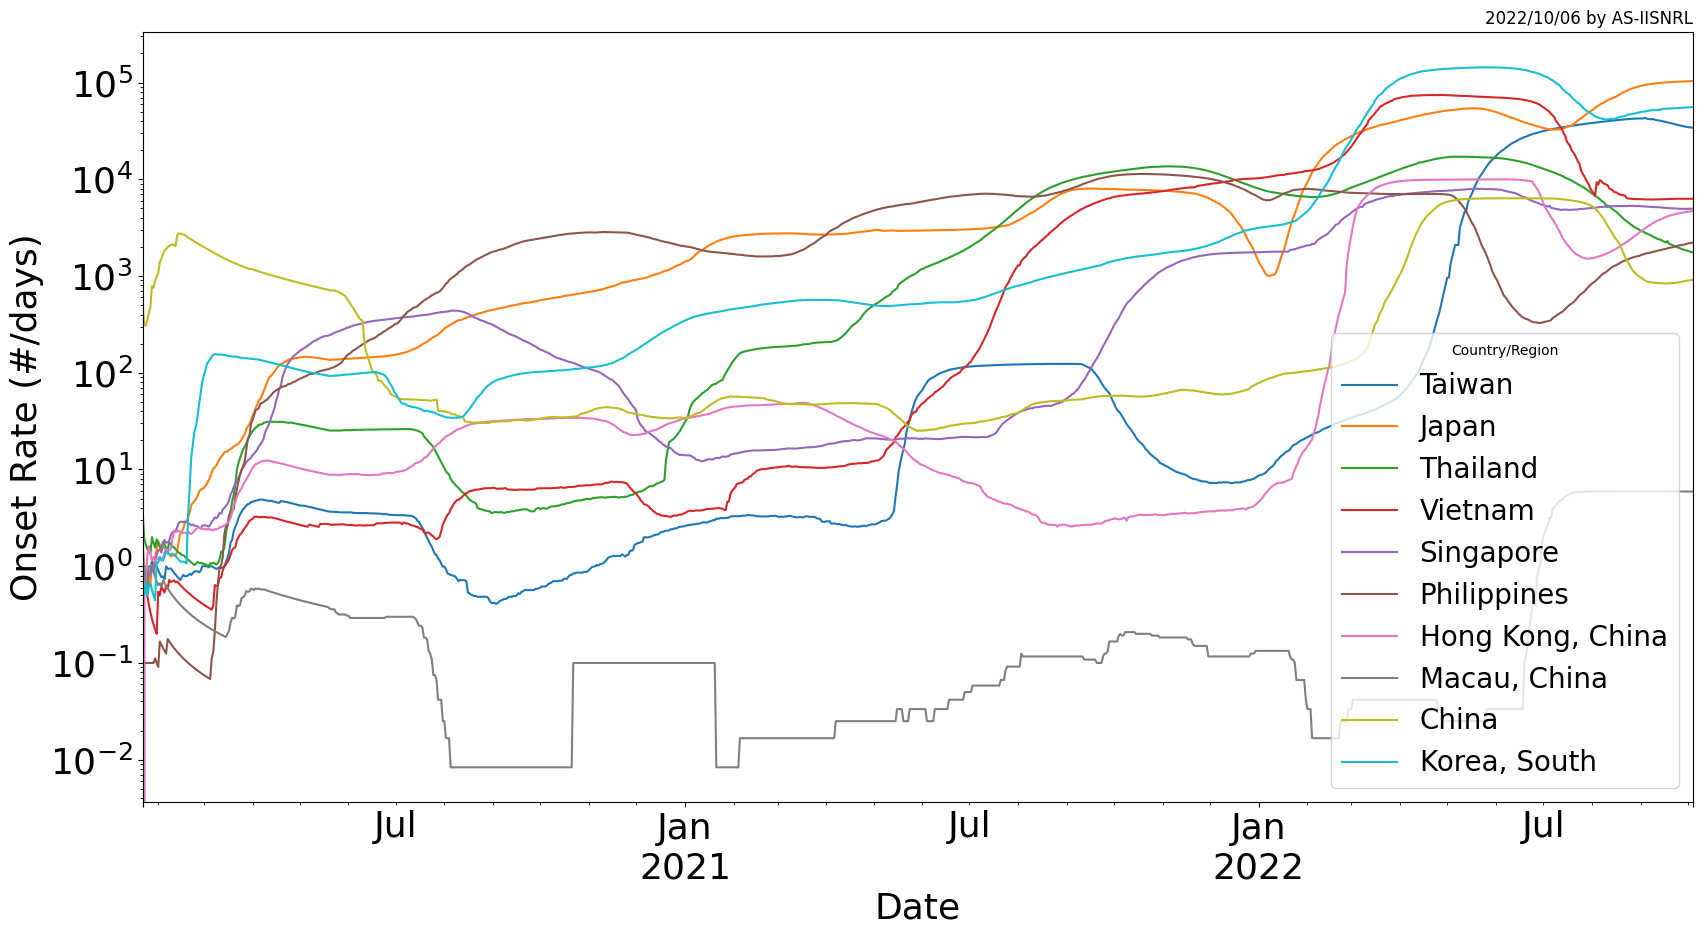 2022/10/06 by AS-IISNRL
Onset Rate (#/days)
10^5
10^4
10^3
10^2
10^1
10^0
10^-1
10^-2
Country/Region
Taiwan
Japan
Thailand
Vietnam
Singapore
Philippines
Hong Kong, China
Macau, China
China
Korea, South
Jul
Jan
2021
Jul
Jan
2022
Jul
Date